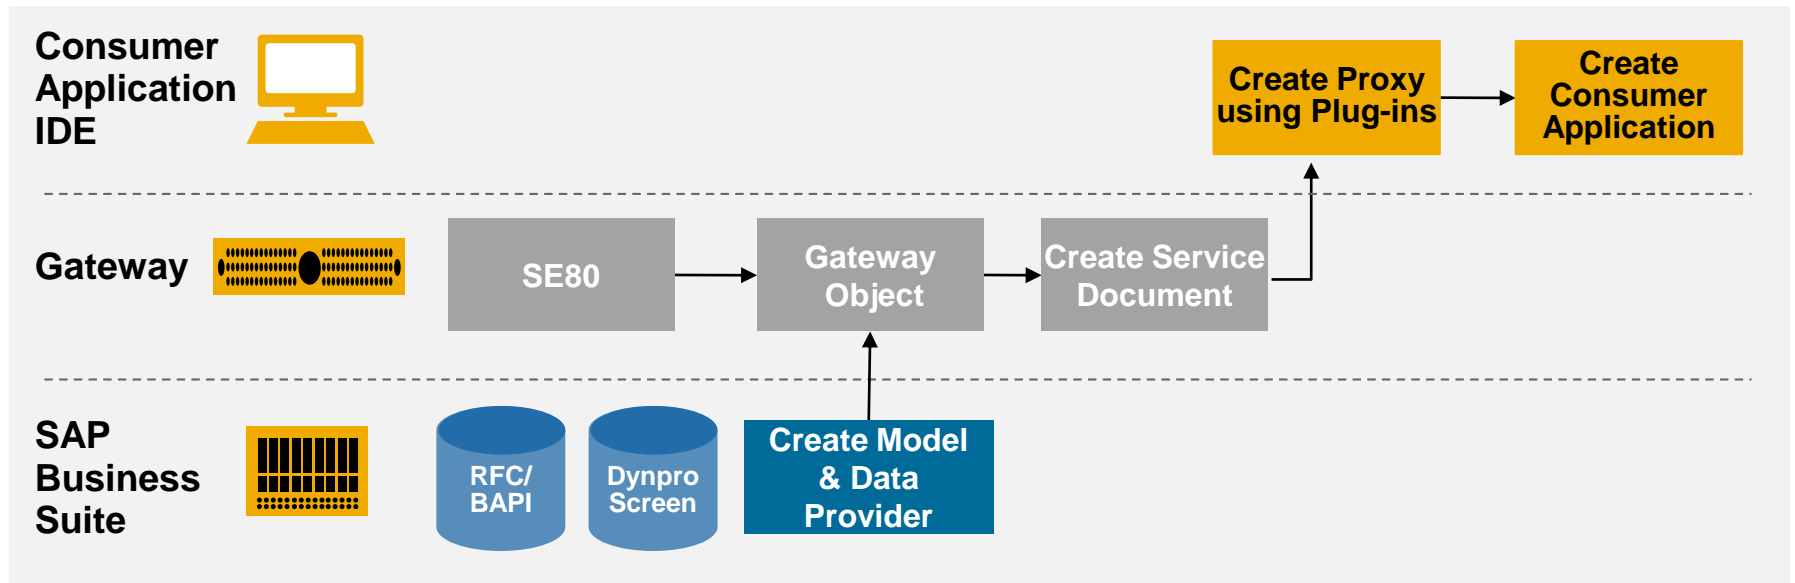 Consumer
Application
IDE
Create Proxy
using Plug-ins
Create
Consumer
Application
Gateway
SE80
Gateway
Object
Create Service
Document
SAP
Business
Suite
RFC/
BAPI
Dynpro
Screen
Create Model
& Data
Provider